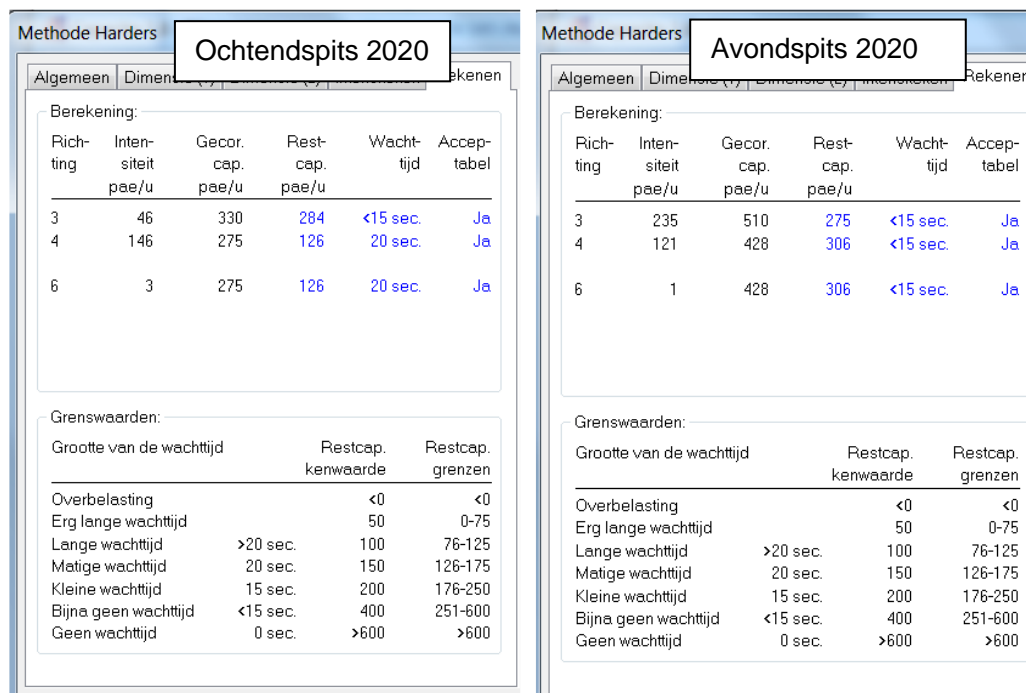 Methode Harders
Ochtendspits 2020
Algemeen
Rekenen
Berekening:
Rich- Inten- Gecor. Rest- Wacht- Accep-
ting siteit cap. cap. tijd tabel
pae/u pae/u pae/u
3 46 330 284 <15 sec. Ja
4 146 275 126 20 sec. Ja
6 3 275 126 20 sec. Ja
Grenswaarden:
Grootte van de wachttijd Restcap. Restcap.
kenwaarde grenzen
Overbelasting <0 <0
Erg lange wachttijd 50 0-75
Lange wachttijd >20 sec. 100 76-125
Matige wachttijd 20 sec. 150 126-175
Kleine wachttijd 15 sec. 200 176-250
Bijna geen wachttijd <15 sec. 400 251-600
Geen wachttijd 0 sec. >600 >600
Methode Harders
Avondspits 2020
Algemeen
Rekenen
Berekening:
Rich- Inten- Gecor. Rest- Wacht- Accep-
ting siteit cap. cap. tijd tabel
pae/u pae/u pae/u
3 235 510 275 <15 sec. Ja
4 121 428 306 <15 sec. Ja
6 1 428 306 <15 sec. Ja
Grenswaarden:
Grootte van de wachttijd Restcap. Restcap.
kenwaarde grenzen
Overbelasting <0 <0
Erg lange wachttijd 50 0-75
Lange wachttijd >20 sec. 100 76-125
Matige wachttijd 20 sec. 150 126-175
Kleine wachttijd 15 sec. 200 176-250
Bijna geen wachttijd <15 sec. 400 251-600
Geen wachttijd 0 sec. >600 >600